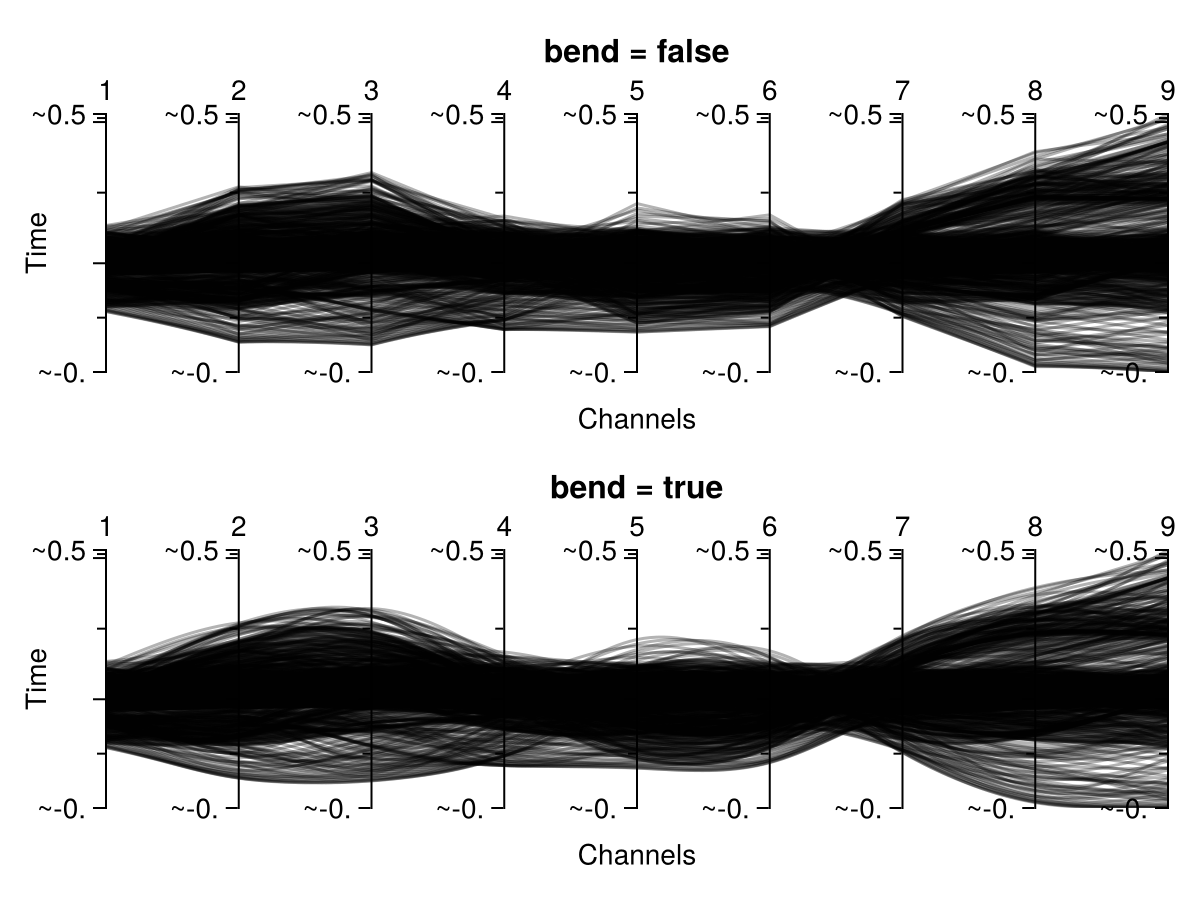 bend = false
1 2 3 4 5 6 7 8 9
~0.5 ~0.5 ~0.5 ~0.5 ~0.5 ~0.5 ~0.5 ~0.5 ~0.5
Time
~-0. ~-0. ~-0. ~-0. ~-0. ~-0. ~-0. ~-0. ~-0.
Channels
bend = true
1 2 3 4 5 6 7 8 9
~0.5 ~0.5 ~0.5 ~0.5 ~0.5 ~0.5 ~0.5 ~0.5 ~0.5
Time
~-0. ~-0. ~-0. ~-0. ~-0. ~-0. ~-0. ~-0. ~-0.
Channels